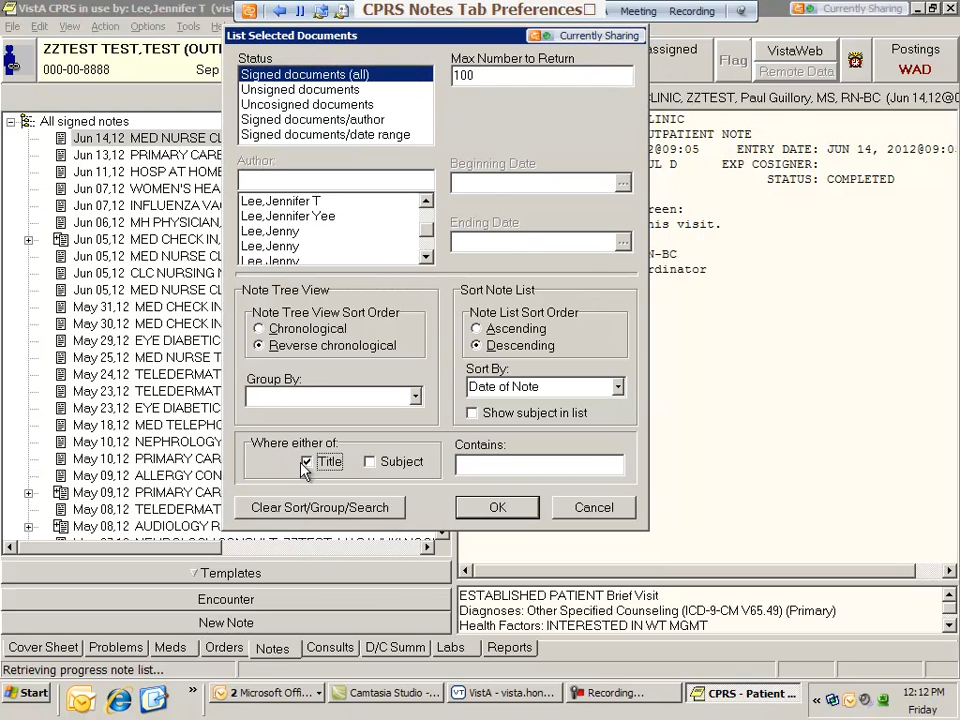 VistA CPRS in use by: Lee,Jennifer T (vist
CPRS Notes Tab Preferences
Meeting
Recording
Currently Sharing
File Edit View Action Options Tools
ZZTEST TEST,TEST (OUT
000-00-8888
Sep
assigned
Flag
VistaWeb
Remote Data
Postings
WAD
List Selected Documents
Currently Sharing
Status
Signed documents (all)
Unsigned documents
Uncosigned documents
Signed documents/author
Signed documents/date range
Max Number to Return
100
Author:
Lee,Jennifer T
Lee,Jennifer Yee
Lee,Jenny
Lee,Jenny
Lee,Jenny
Beginning Date
Ending Date
Note Tree View
Note Tree View Sort Order
Chronological
Reverse chronological
Group By:
Sort Note List
Note List Sort Order
Ascending
Descending
Sort By:
Date of Note
Show subject in list
Where either of:
Title
Subject
Contains:
Clear Sort/Group/Search
OK
Cancel
All signed notes
Jun 14,12 MED NURSE CL
Jun 13,12 PRIMARY CARE
Jun 11,12 HOSP AT HOME
Jun 07,12 WOMEN'S HEA
Jun 07,12 INFLUENZA VA
Jun 06,12 MH PHYSICIAN,
Jun 05,12 MED CHECK IN,
Jun 05,12 MED NURSE CL
Jun 05,12 CLC NURSING
May 31,12 MED CHECK IN
May 30,12 MED CHECK IN
May 29,12 EYE DIABETIC
May 25,12 MED NURSE T
May 24,12 TELEDERMAT
May 23,12 TELEDERMAT
May 23,12 EYE DIABETIC
May 18,12 MED TELEPHO
May 10,12 NEPHROLOGY
May 10,12 PRIMARY CAR
May 09,12 ALLERGY CON
May 09,12 PRIMARY CAR
May 08,12 TELEDERMAT
May 08,12 AUDIOLOGY R
LINIC, ZZTEST, Paul Guillory, MS, RN-BC (Jun 14,12@0
LINIC
UTPATIENT NOTE
2012@09:05 ENTRY DATE: JUN 14, 2012@09:0
UL D EXP COSIGNER:
STATUS: COMPLETED
reen:
his visit.
N-BC
ordinator
Templates
Encounter
New Note
ESTABLISHED PATIENT Brief Visit
Diagnoses: Other Specified Counseling (ICD-9-CM V65.49) (Primary)
Health Factors: INTERESTED IN WT MGMT
Cover Sheet Problems Meds Orders Notes Consults D/C Summ Labs Reports
Retrieving progress note list...
Start
2 Microsoft Offi...
Camtasia Studio - ...
VistA - vista.hon...
Recording...
CPRS - Patient ...
12:12 PM
Friday